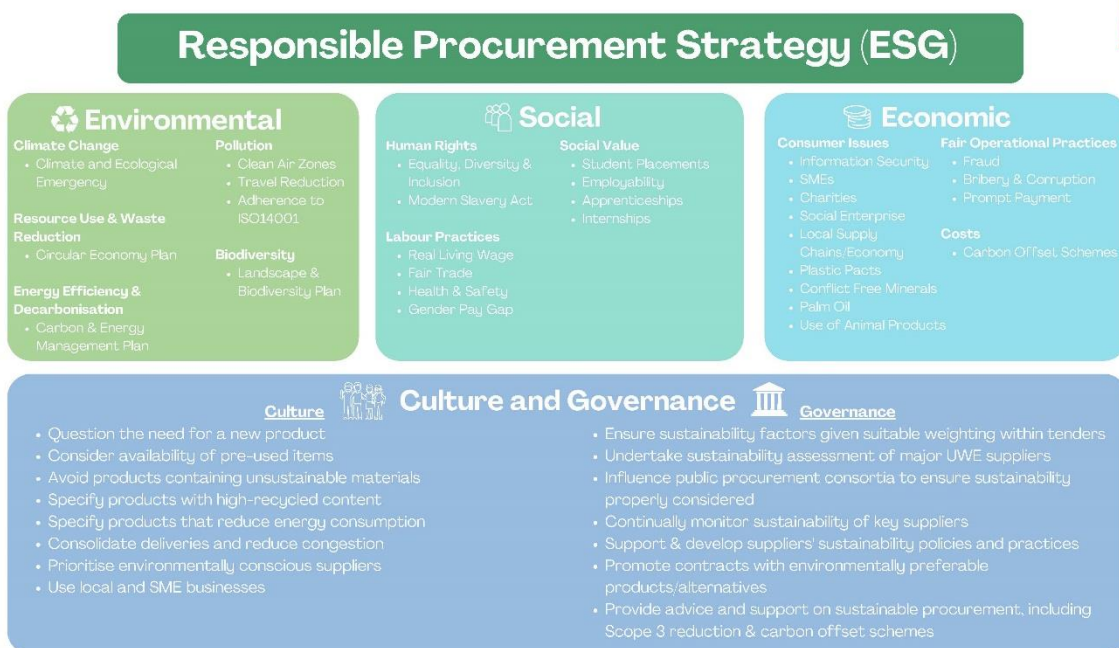 Responsible Procurement Strategy (ESG)
Environmental
Climate Change
• Climate and Ecological
Emergency
Resource Use & Waste
Reduction
• Circular Economy Plan
Energy Efficiency &
Decarbonisation
• Carbon & Energy
Management Plan
Pollution
• Clean Air Zones
• Travel Reduction
• Adherence to
ISO14001
Biodiversity
• Landscape &
Biodiversity Plan
Social
Human Rights
• Equality, Diversity &
Inclusion
• Modern Slavery Act
Labour Practices
• Real Living Wage
• Fair Trade
• Health & Safety
• Gender Pay Gap
Social Value
• Student Placements
• Employability
• Apprenticeships
• Internships
Economic
Consumer Issues
• Information Security
• SMEs
• Charities
• Social Enterprise
• Local Supply
Chains/Economy
• Plastic Pacts
• Conflict Free Minerals
• Palm Oil
• Use of Animal Products
Fair Operational Practices
• Fraud
• Bribery & Corruption
• Prompt Payment
Costs
• Carbon Offset Schemes
Culture and Governance
Culture
• Question the need for a new product
• Consider availability of pre-used items
• Avoid products containing unsustainable materials
• Specify products with high-recycled content
• Specify products that reduce energy consumption
• Consolidate deliveries and reduce congestion
• Prioritise environmentally conscious suppliers
• Use local and SME businesses
Governance
• Ensure sustainability factors given suitable weighting within tenders
• Undertake sustainability assessment of major UWE suppliers
• Influence public procurement consortia to ensure sustainability
properly considered
• Continually monitor sustainability of key suppliers
• Support & develop suppliers' sustainability policies and practices
• Promote contracts with environmentally preferable
products/alternatives
• Provide advice and support on sustainable procurement, including
Scope 3 reduction & carbon offset schemes